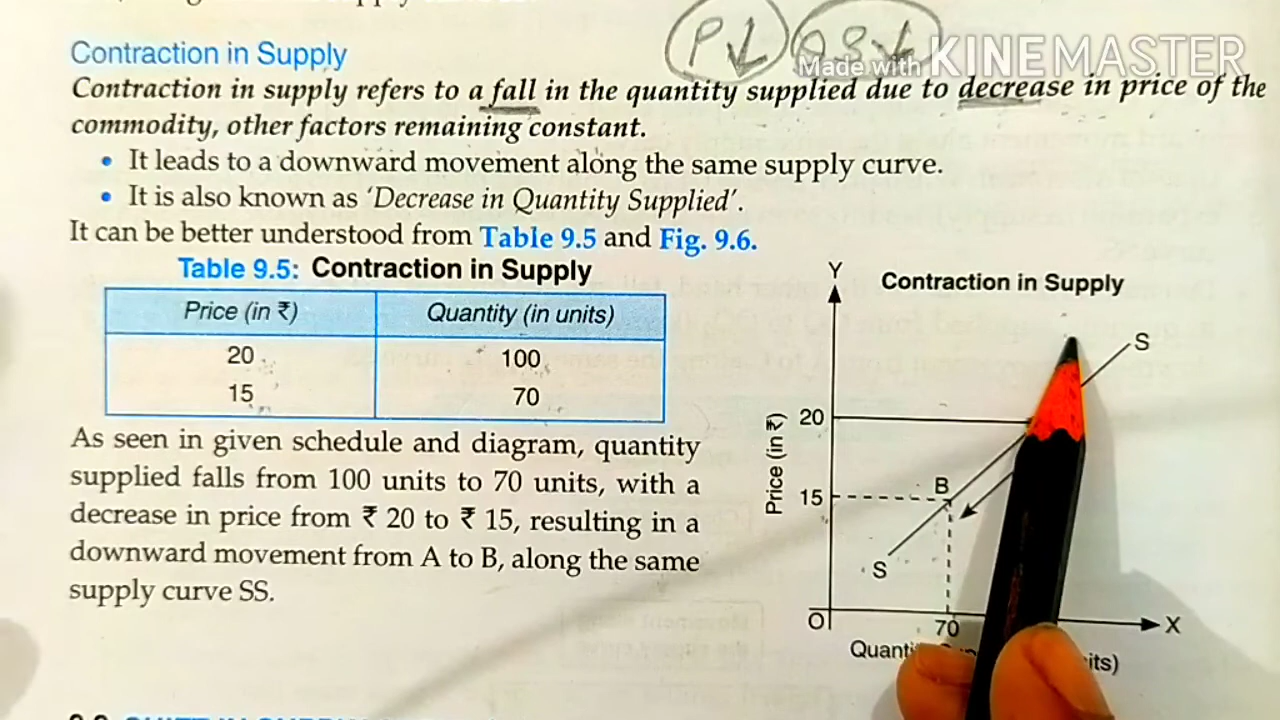 P↓ QS↓
Made with KINEMASTER
Contraction in Supply
Contraction in supply refers to a fall in the quantity supplied due to decrease in price of the
commodity, other factors remaining constant.
• It leads to a downward movement along the same supply curve.
• It is also known as ‘Decrease in Quantity Supplied’.
It can be better understood from Table 9.5 and Fig. 9.6.
Table 9.5: Contraction in Supply
Price (in ₹) Quantity (in units)
20 100
15 70
As seen in given schedule and diagram, quantity
supplied falls from 100 units to 70 units, with a
decrease in price from ₹ 20 to ₹ 15, resulting in a
downward movement from A to B, along the same
supply curve SS.
Y
Contraction in Supply
S
20
Price (in ₹)
B
15
S
O
70
X